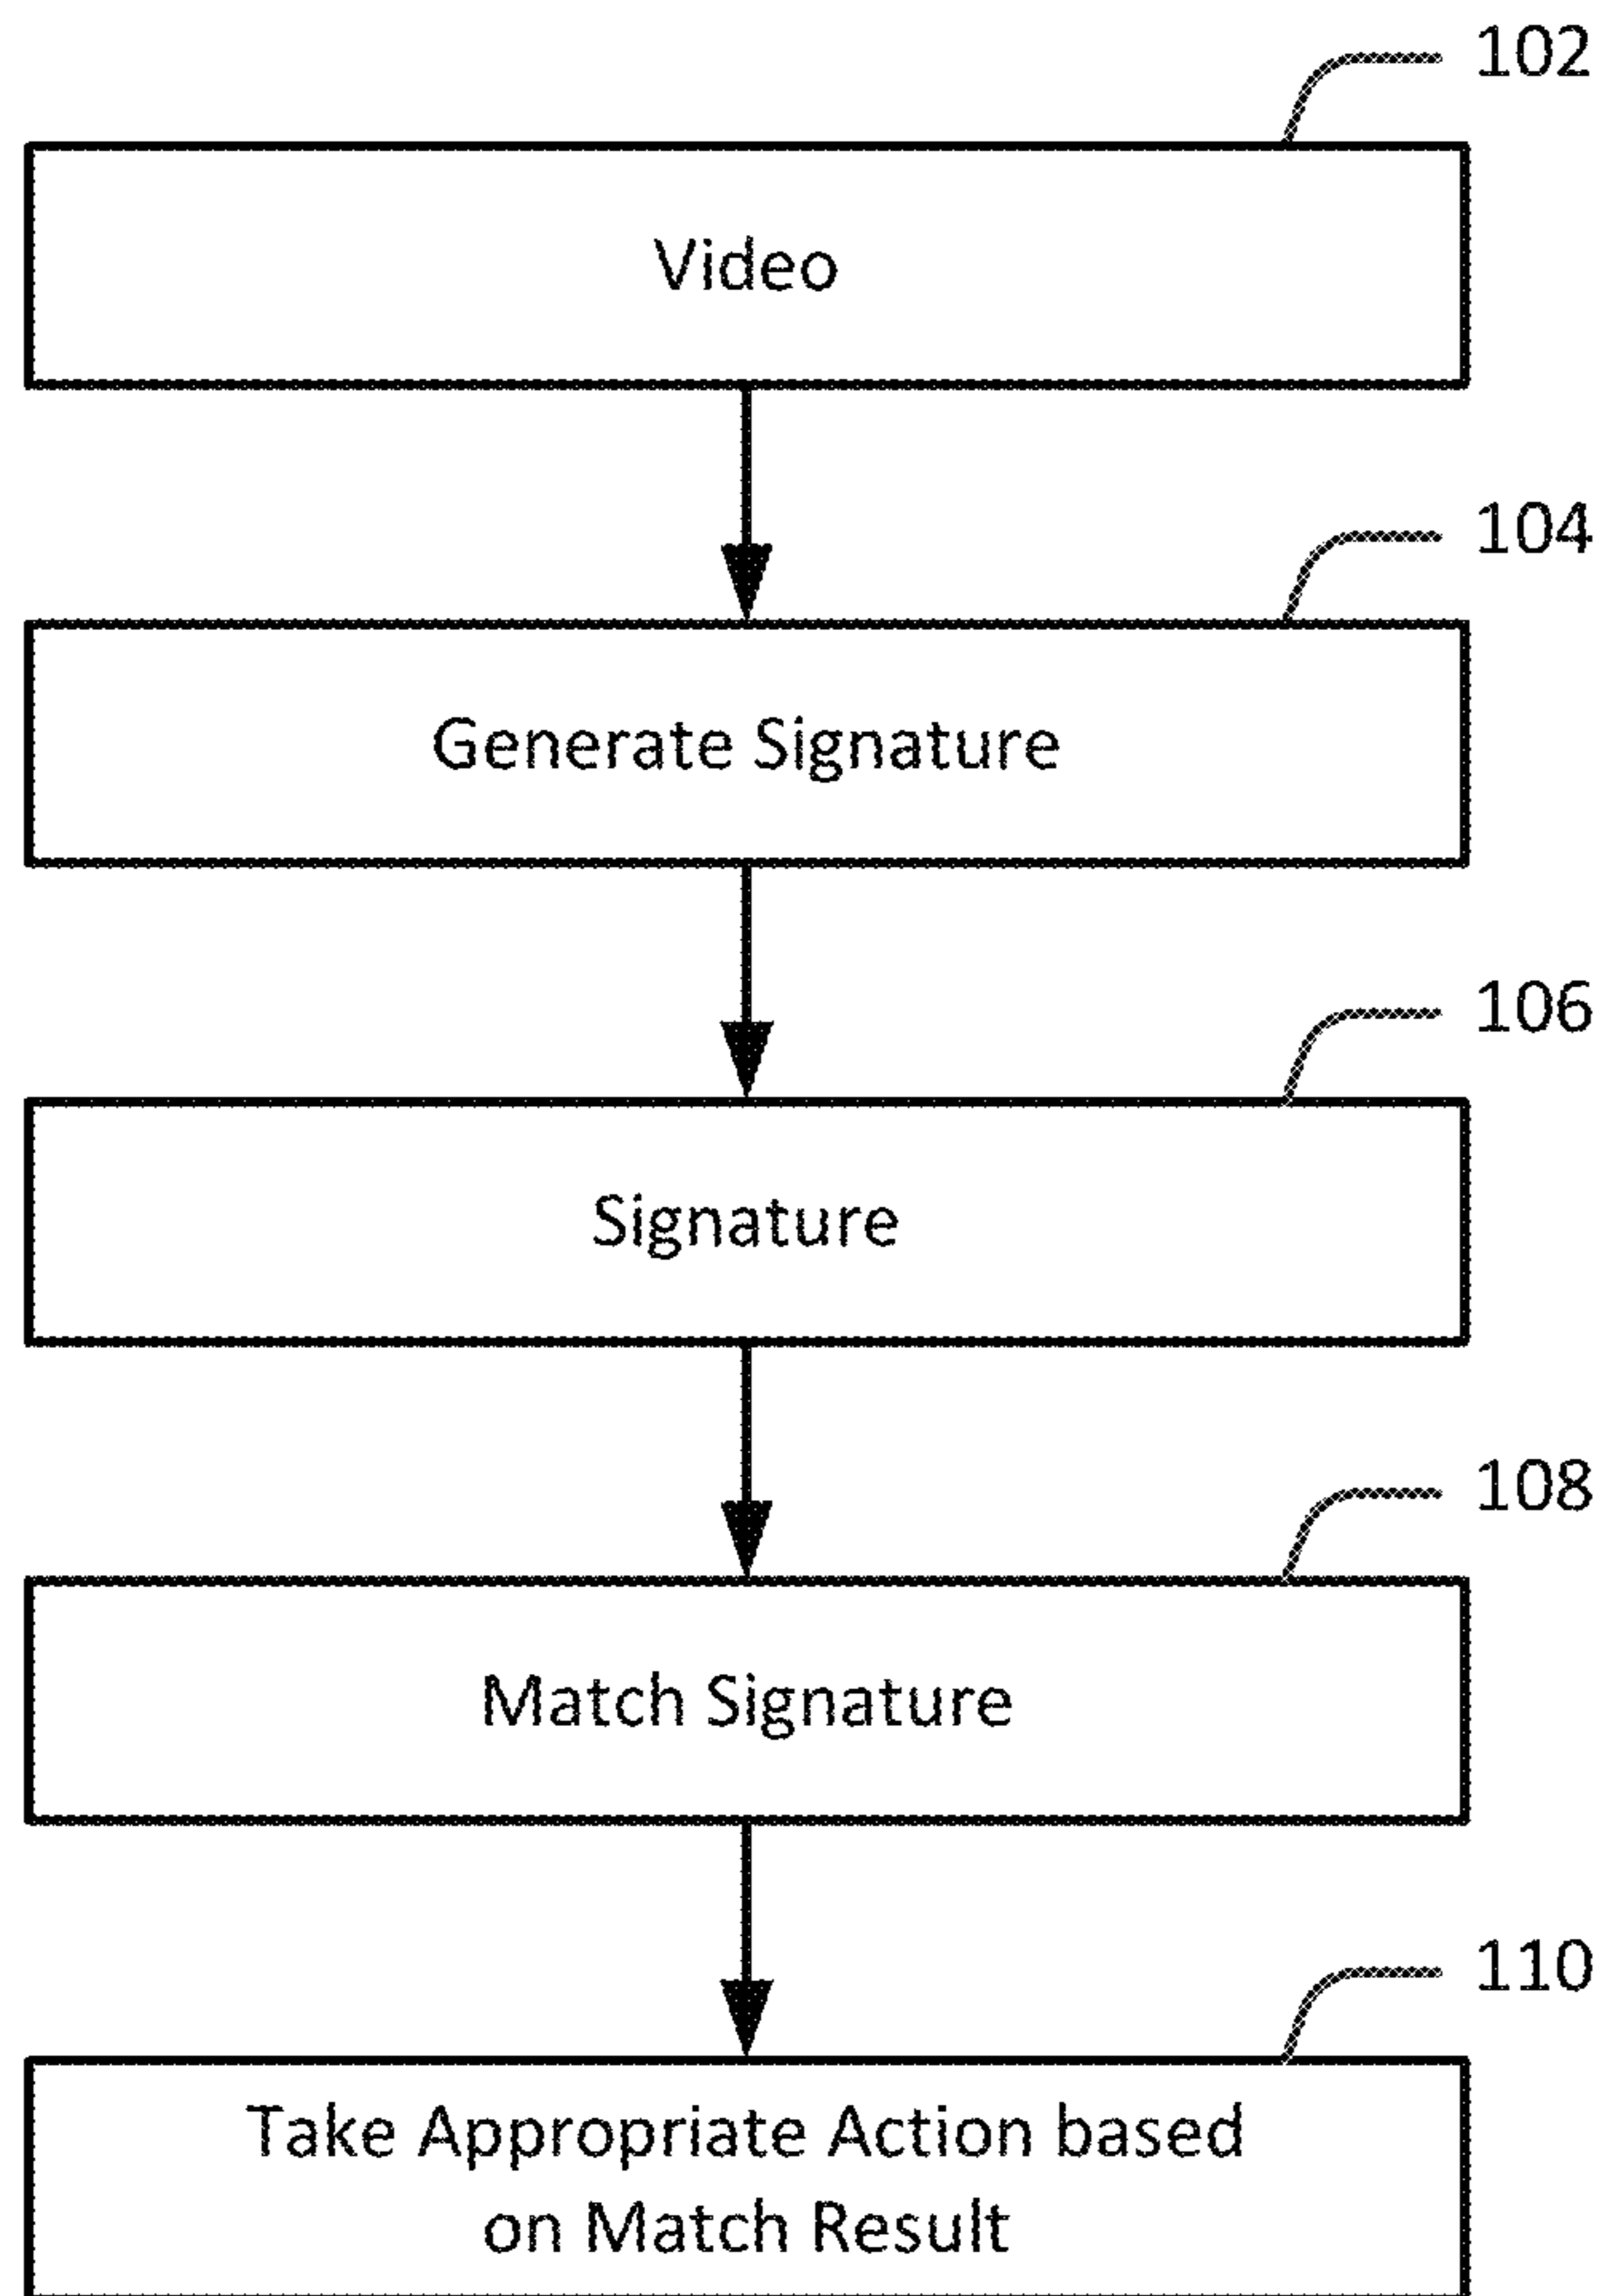 102
Video
104
Generate Signature
106
Signature
108
Match Signature
110
Take Appropriate Action based
on Match Result